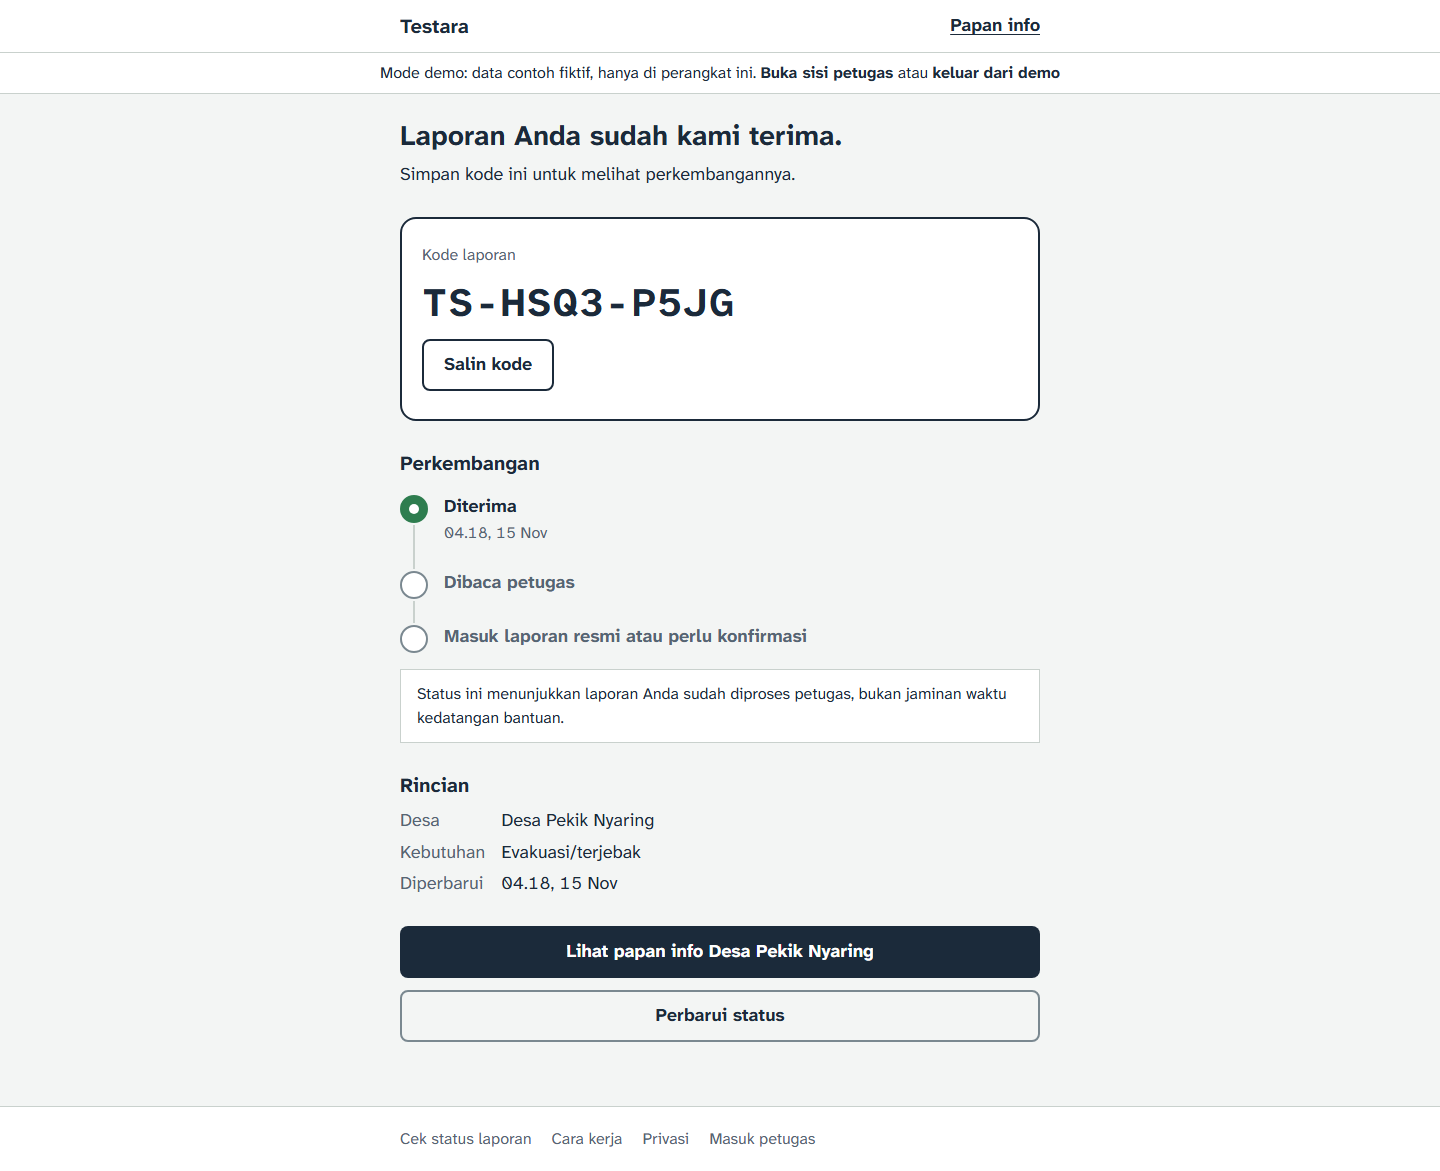 Testara
Papan info
Mode demo: data contoh fiktif, hanya di perangkat ini. Buka sisi petugas atau keluar dari demo
Laporan Anda sudah kami terima.
Simpan kode ini untuk melihat perkembangannya.
Kode laporan
TS-HSQ3-P5JG
Salin kode
Perkembangan
Diterima
04.18, 15 Nov
Dibaca petugas
Masuk laporan resmi atau perlu konfirmasi
Status ini menunjukkan laporan Anda sudah diproses petugas, bukan jaminan waktu
kedatangan bantuan.
Rincian
Desa Desa Pekik Nyaring
Kebutuhan Evakuasi/terjebak
Diperbarui 04.18, 15 Nov
Lihat papan info Desa Pekik Nyaring
Perbarui status
Cek status laporan Cara kerja Privasi Masuk petugas